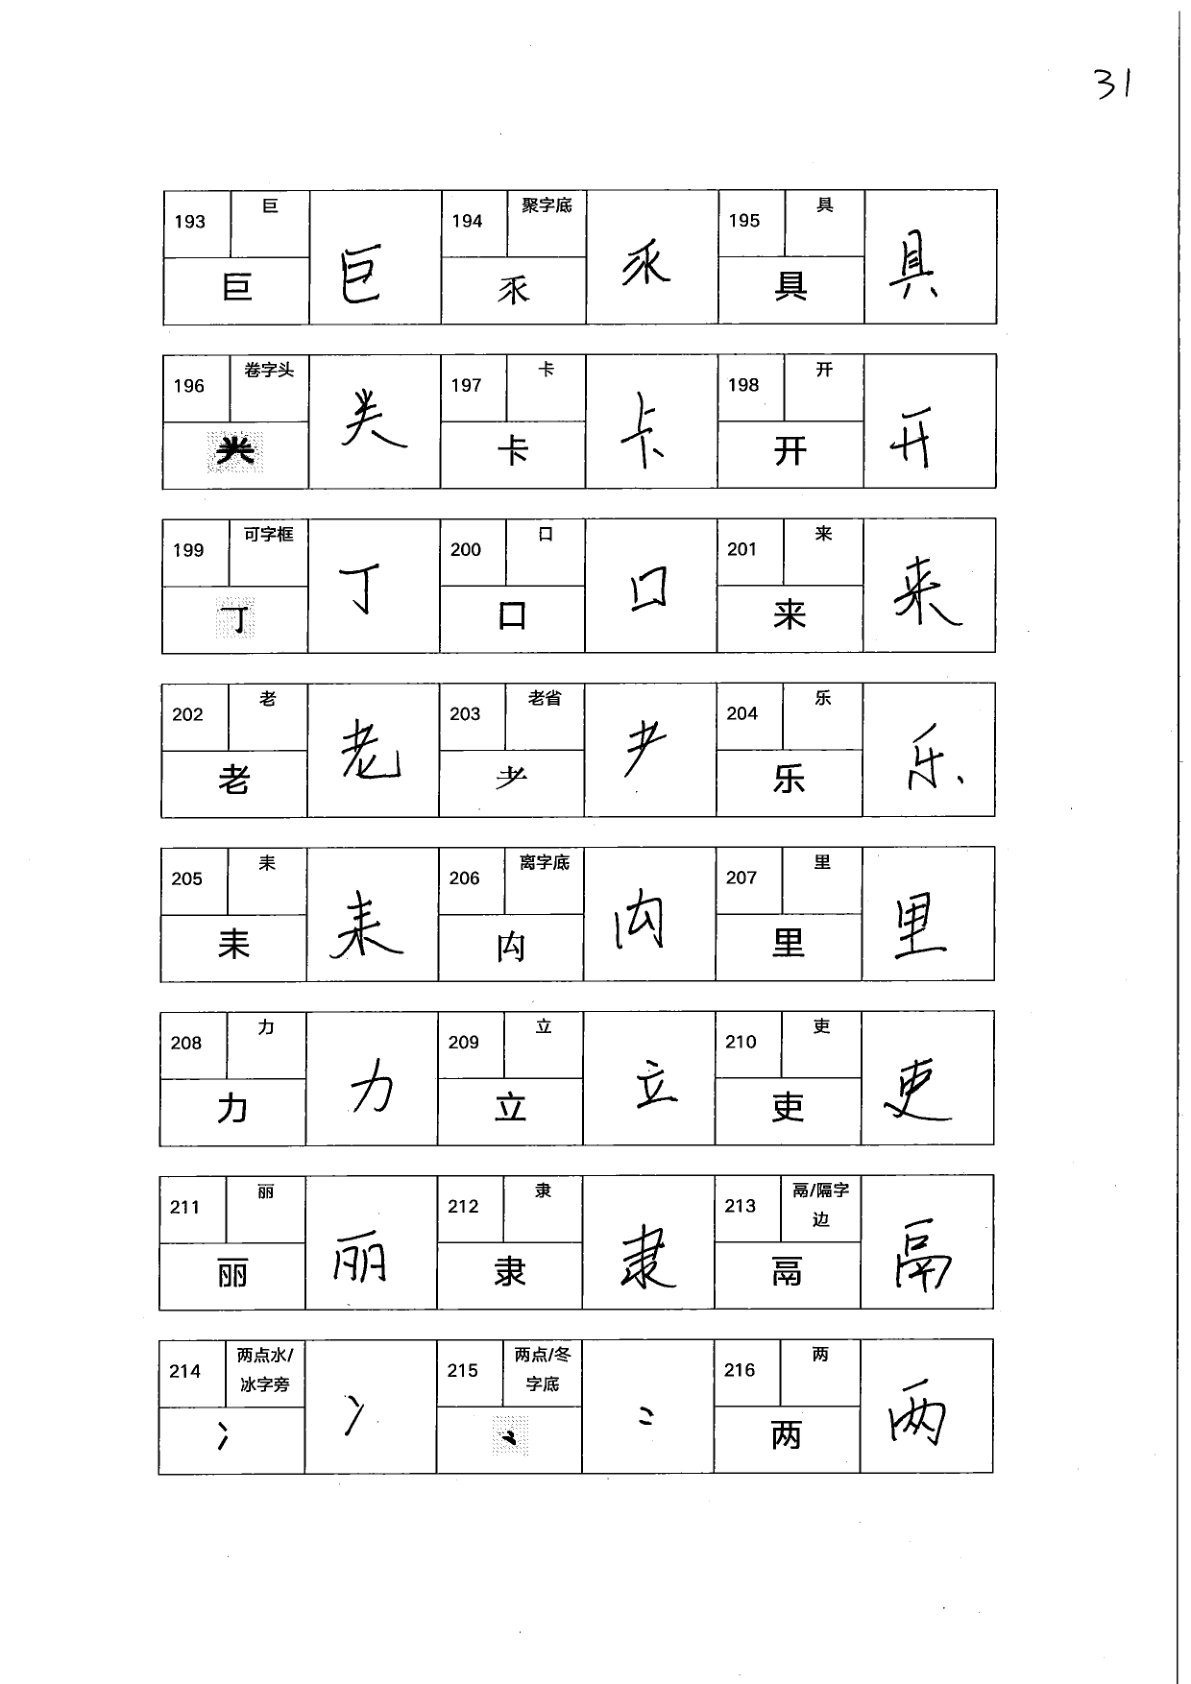 31
193 巨 巨 194 聚字底 乑 195 具 具
巨 乑 具
196 卷字头 龹 197 卡 卡 198 开 开
龹 卡 开
199 可字框 丁 200 口 口 201 来 来
丁 口 来
202 老 老 203 老省 耂 204 乐 乐
老 耂 乐
205 耒 耒 206 离字底 禸 207 里 里
耒 禸 里
208 力 力 209 立 立 210 吏 吏
力 立 吏
211 丽 丽 212 隶 隶 213 鬲/隔字 鬲
边
丽 隶 鬲
214 两点水/ 冫 215 两点/冬 ⺀ 216 两 两
冰字旁 字底
冫 ⺀ 两